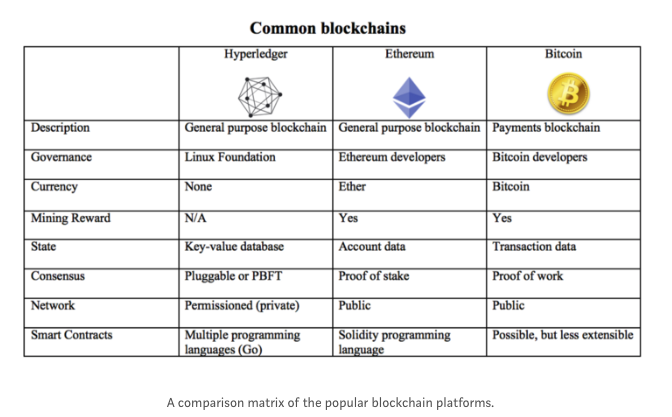 Common blockchains
Hyperledger Ethereum Bitcoin
Description General purpose blockchain General purpose blockchain Payments blockchain
Governance Linux Foundation Ethereum developers Bitcoin developers
Currency None Ether Bitcoin
Mining Reward N/A Yes Yes
State Key-value database Account data Transaction data
Consensus Pluggable or PBFT Proof of stake Proof of work
Network Permissioned (private) Public Public
Smart Contracts Multiple programming Solidity programming Possible, but less extensible
languages (Go) language
A comparison matrix of the popular blockchain platforms.